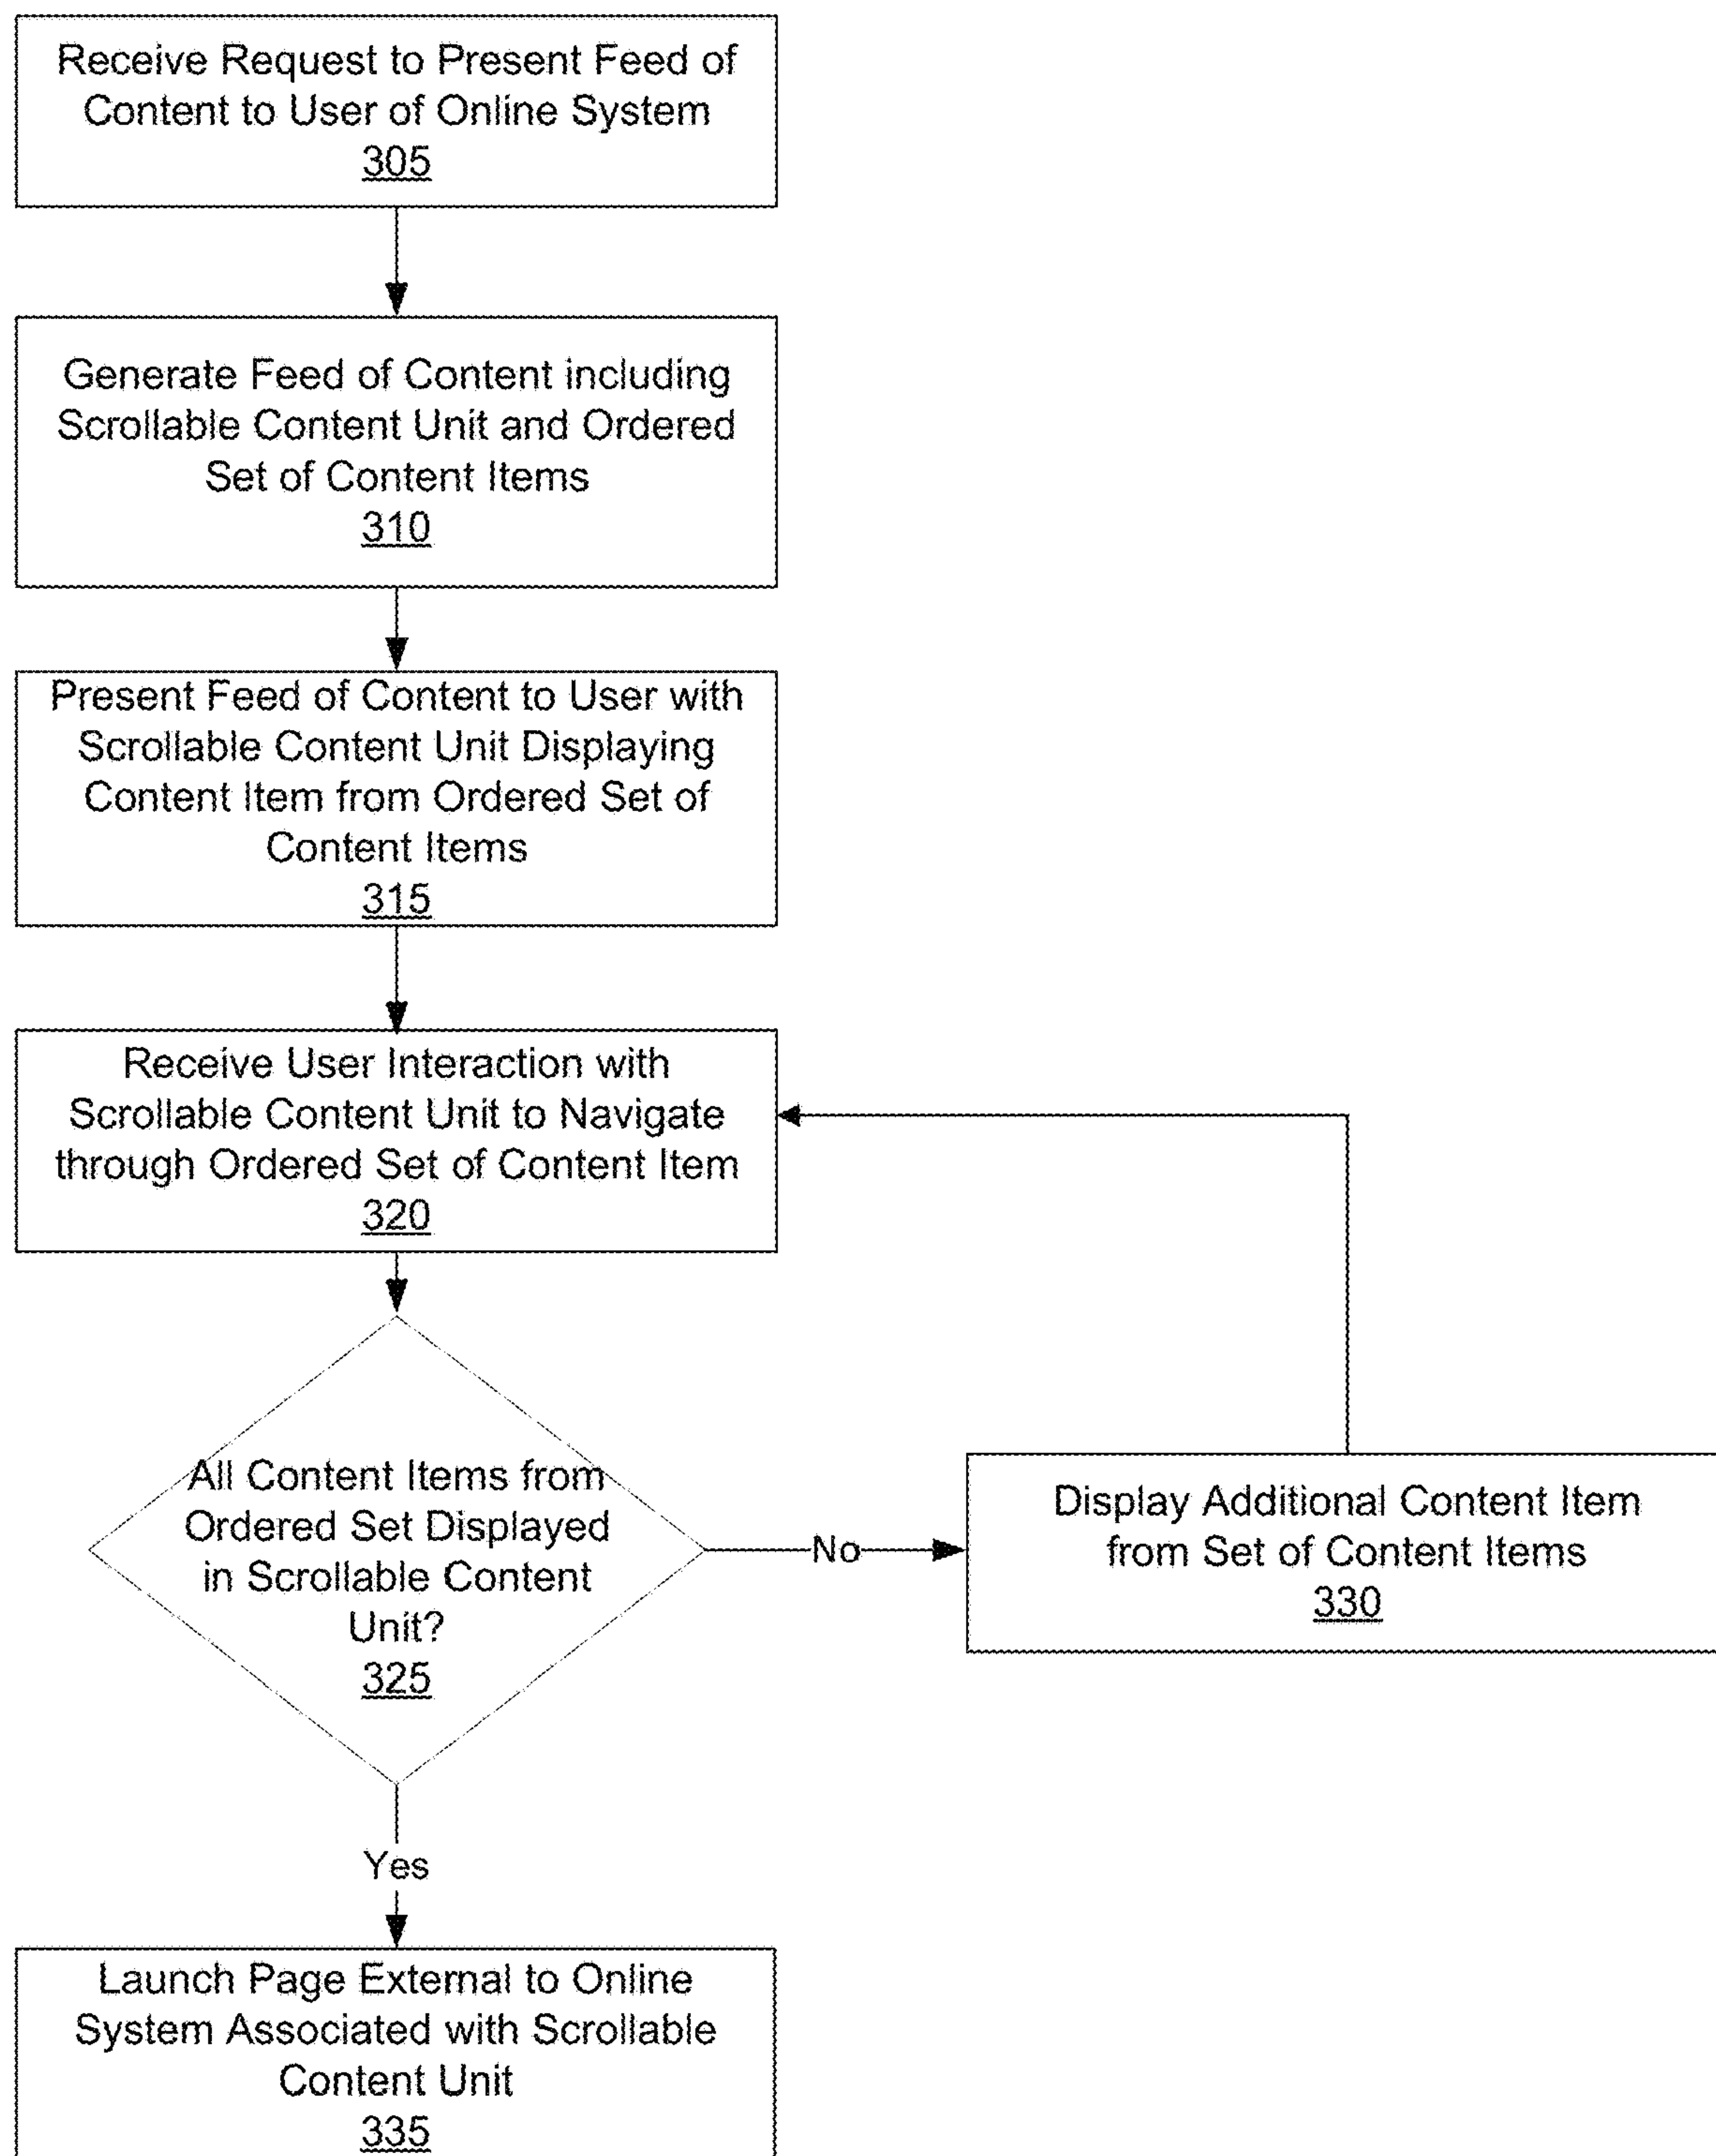 Receive Request to Present Feed of
Content to User of Online System
305
Generate Feed of Content including
Scrollable Content Unit and Ordered
Set of Content Items
310
Present Feed of Content to User with
Scrollable Content Unit Displaying
Content Item from Ordered Set of
Content Items
315
Receive User Interaction with
Scrollable Content Unit to Navigate
through Ordered Set of Content Item
320
All Content Items from
Ordered Set Displayed
in Scrollable Content
Unit?
325
No
Display Additional Content Item
from Set of Content Items
330
Yes
Launch Page External to Online
System Associated with Scrollable
Content Unit
335